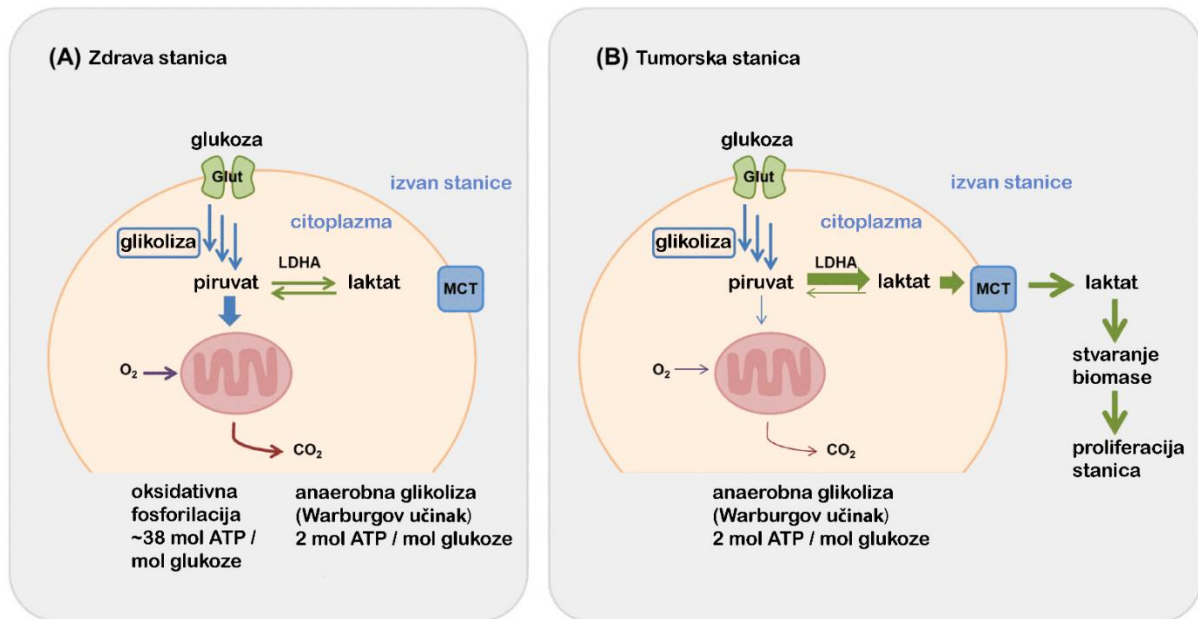 (A) Zdrava stanica
glukoza
Glut
izvan stanice
citoplazma
glikoliza
LDHA
piruvat
laktat
MCT
O₂
CO₂
oksidativna
fosforilacija
~38 mol ATP /
mol glukoze
anaerobna glikoliza
(Warburgov učinak)
2 mol ATP / mol glukoze
(B) Tumorska stanica
glukoza
Glut
izvan stanice
citoplazma
glikoliza
LDHA
piruvat
laktat
MCT
laktat
stvaranje
biomase
O₂
proliferacija
stanica
CO₂
anaerobna glikoliza
(Warburgov učinak)
2 mol ATP / mol glukoze